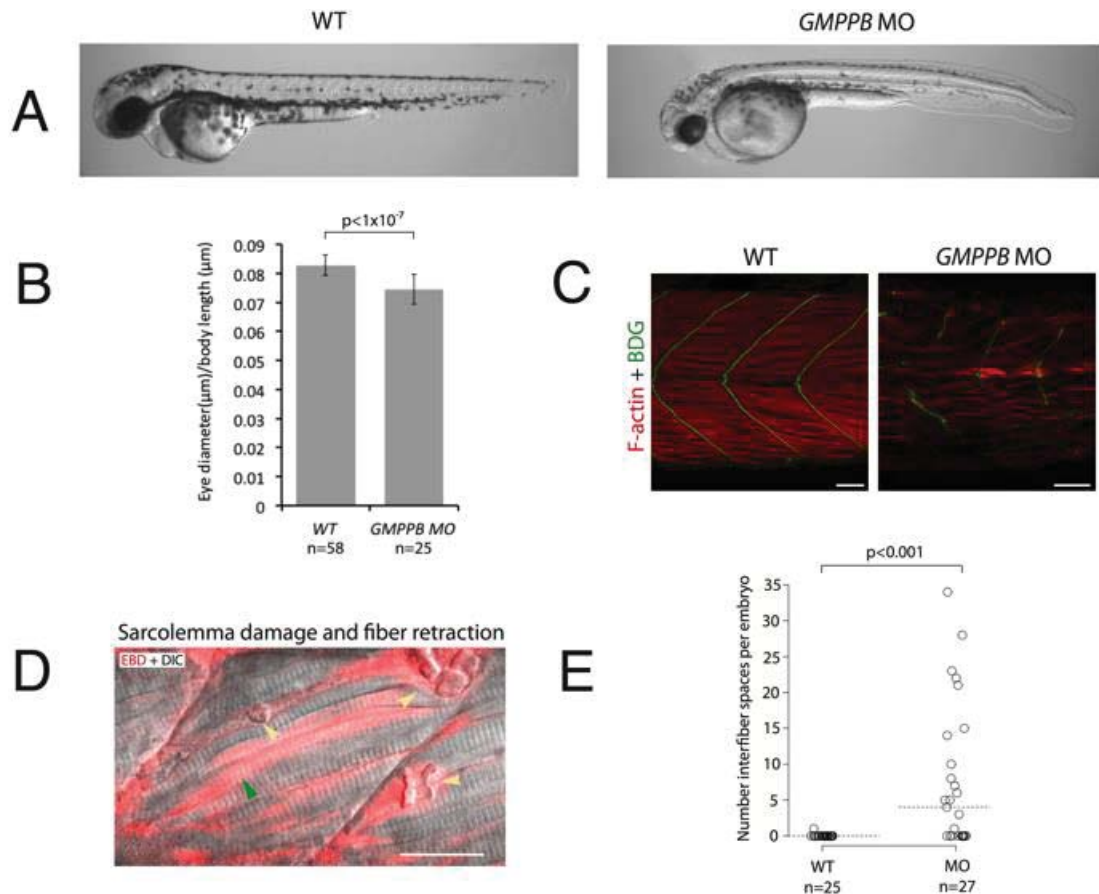 WT
GMPPB MO
A
B
p<1x10⁻⁷
Eye diameter(µm)/body length (µm)
0.09
0.08
0.07
0.06
0.05
0.04
0.03
0.02
0.01
0
WT
GMPPB MO
n=58
n=25
C
WT
GMPPB MO
F-actin + BDG
D
Sarcolemma damage and fiber retraction
EBD + DIC
E
p<0.001
Number interfiber spaces per embryo
35
30
25
20
15
10
5
0
WT
MO
n=25
n=27